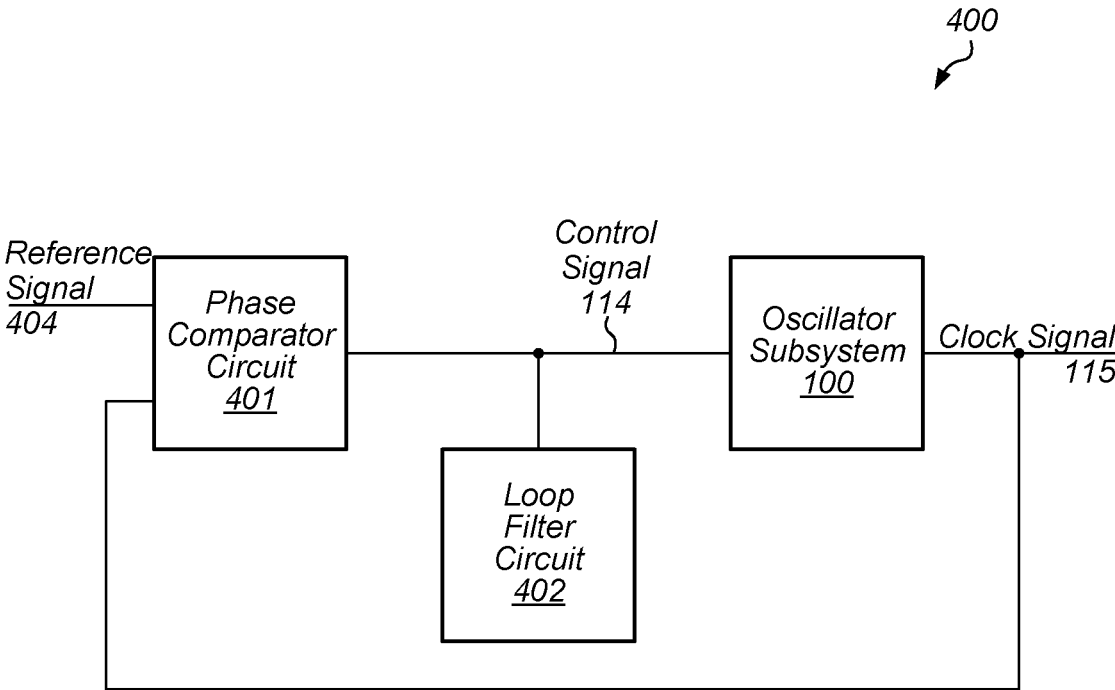 400
Reference
Signal
404
Phase
Comparator
Circuit
401
Control
Signal
114
Oscillator
Subsystem
100
Clock Signal
115
Loop
Filter
Circuit
402